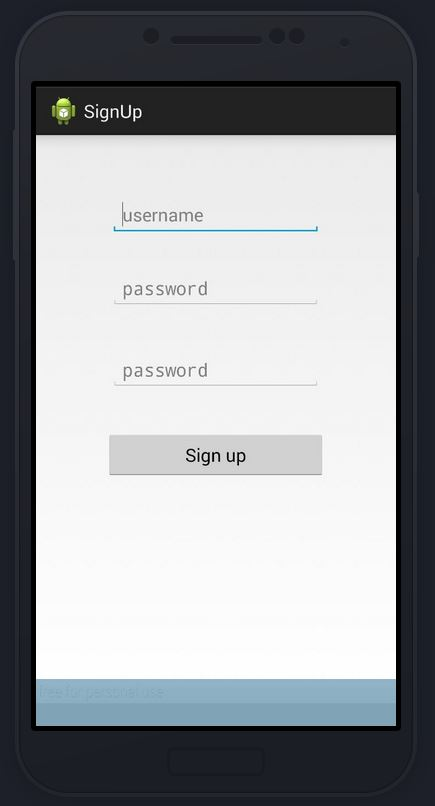 SignUp
username
password
password
Sign up
free for personal use